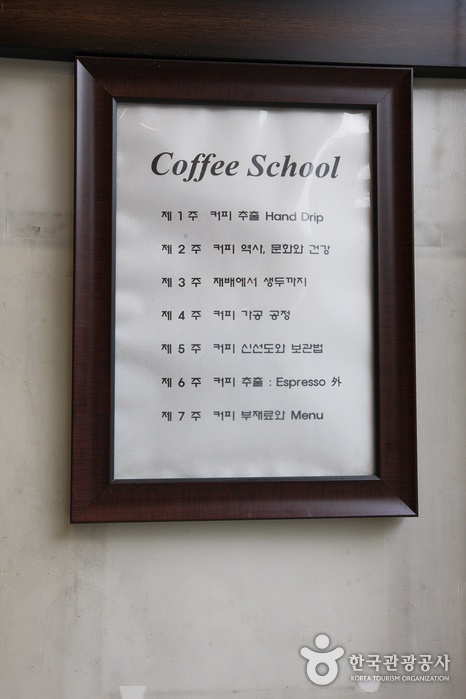 Coffee School
제 1 주 커피 추출 Hand Drip
제 2 주 커피 역사, 문화와 건강
제 3 주 재배에서 생두까지
제 4 주 커피 가공 공정
제 5 주 커피 신선도와 보관법
제 6 주 커피 추출 : Espresso 外
제 7 주 커피 부재료와 Menu
한국관광공사
KOREA TOURISM ORGANIZATION